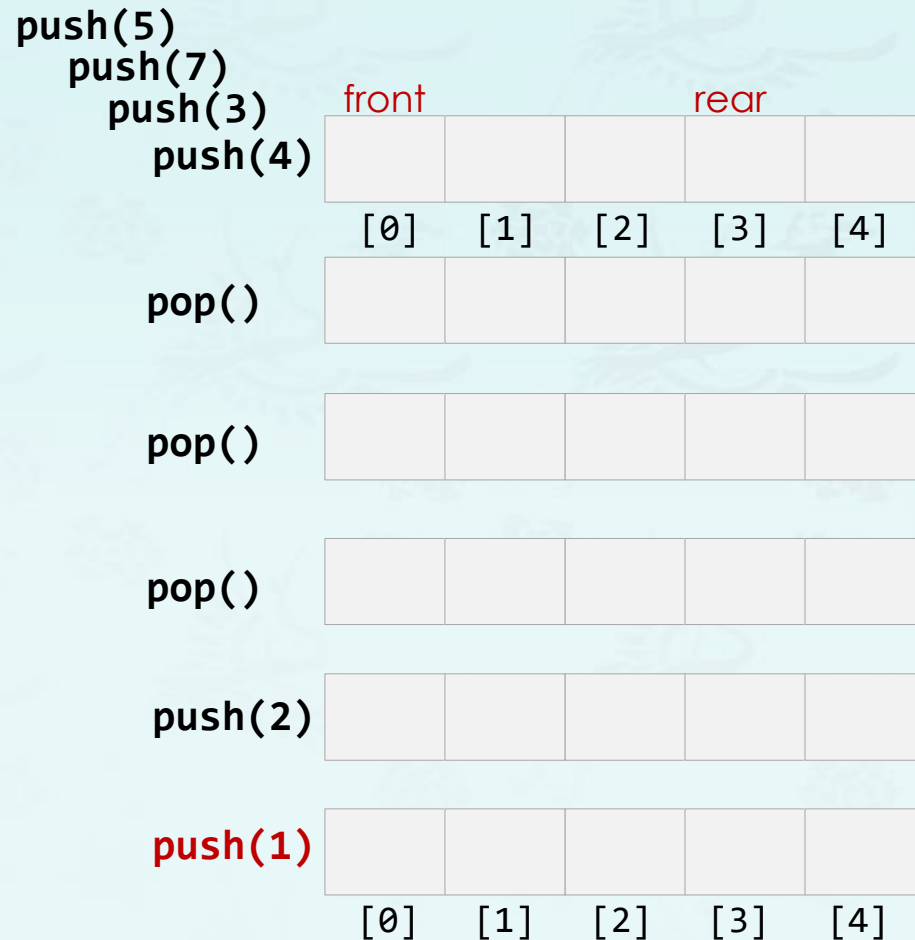 push(5)
push(7)
push(3) front rear
push(4)
[0] [1] [2] [3] [4]
pop()
pop()
pop()
push(2)
push(1)
[0] [1] [2] [3] [4]